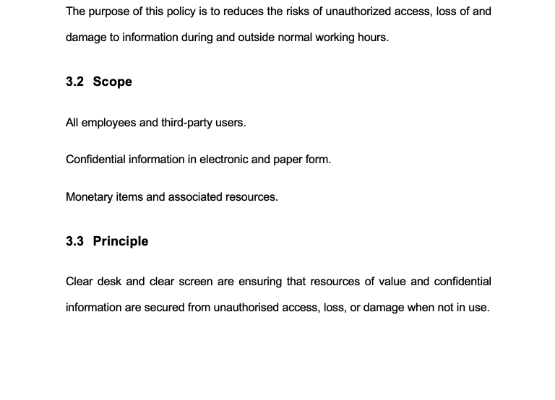 The purpose of this policy is to reduces the risks of unauthorized access, loss of and
damage to information during and outside normal working hours.
3.2 Scope
All employees and third-party users.
Confidential information in electronic and paper form.
Monetary items and associated resources.
3.3 Principle
Clear desk and clear screen are ensuring that resources of value and confidential
information are secured from unauthorised access, loss, or damage when not in use.